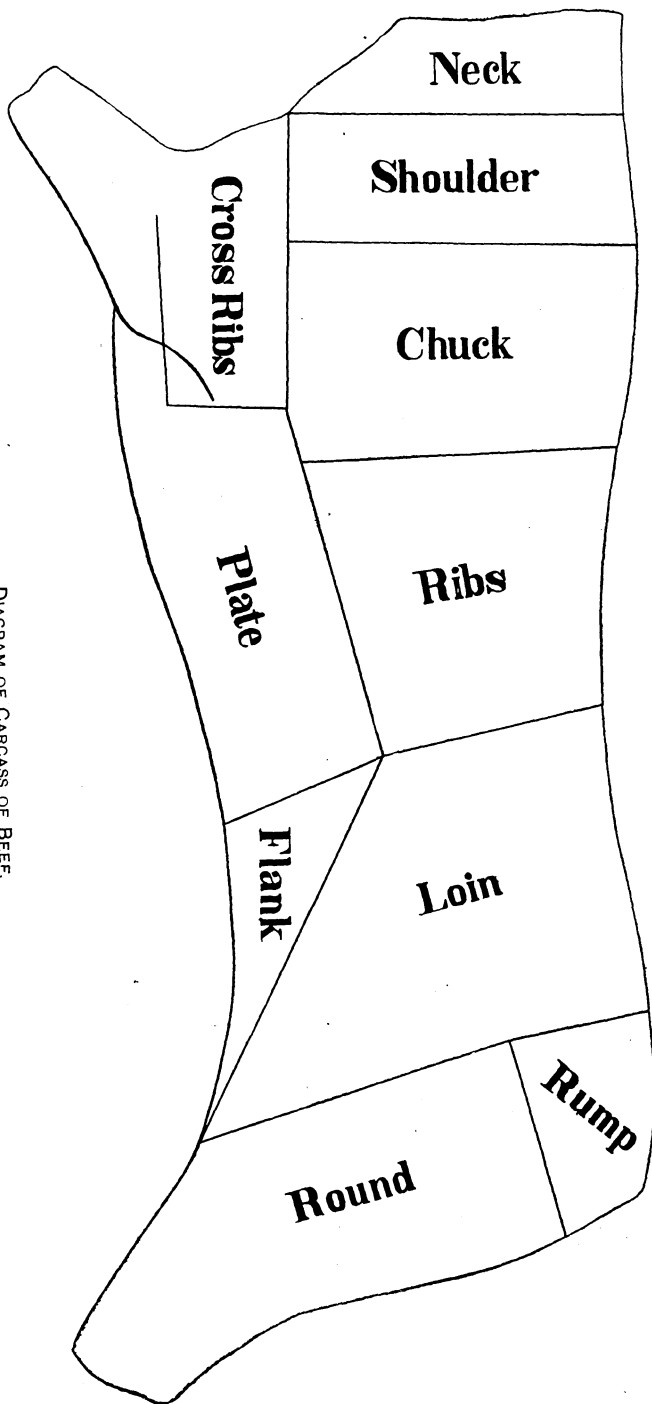 Neck
Shoulder
Cross Ribs
Chuck
Ribs
Plate
Loin
Flank
Rump
Round
DIAGRAM OF CARCASS OF BEEF.